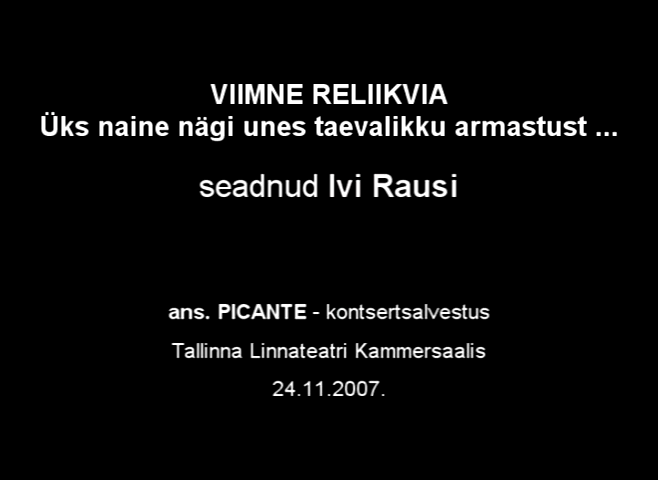 VIIMNE RELIIKVIA
Üks naine nägi unes taevalikku armastust ...
seadnud Ivi Rausi
ans. PICANTE - kontsertsalvestus
Tallinna Linnateatri Kammersaalis
24.11.2007.